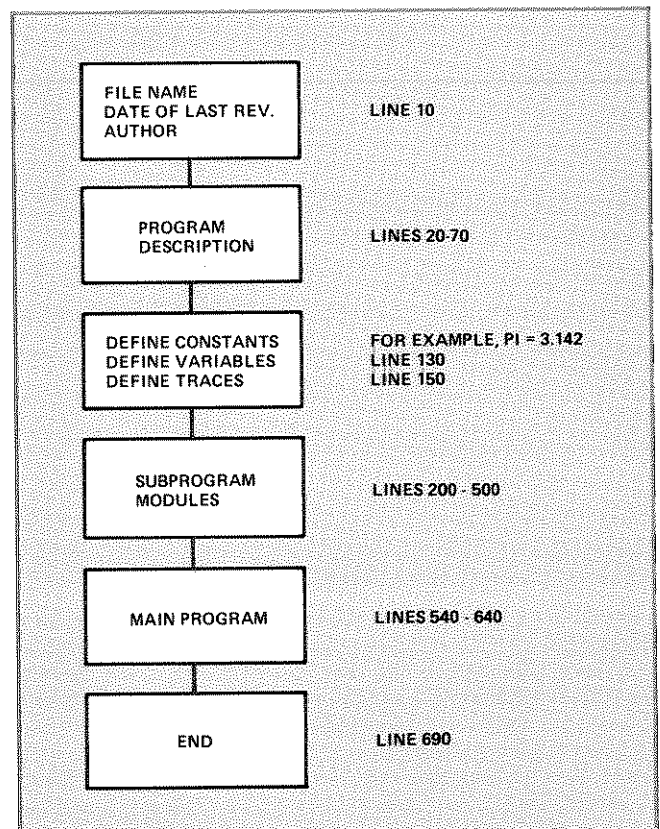 FILE NAME
DATE OF LAST REV.
AUTHOR
LINE 10
PROGRAM
DESCRIPTION
LINES 20-70
DEFINE CONSTANTS
DEFINE VARIABLES
DEFINE TRACES
FOR EXAMPLE, PI = 3.142
LINE 130
LINE 150
SUBPROGRAM
MODULES
LINES 200 - 500
MAIN PROGRAM
LINES 540 - 640
END
LINE 690